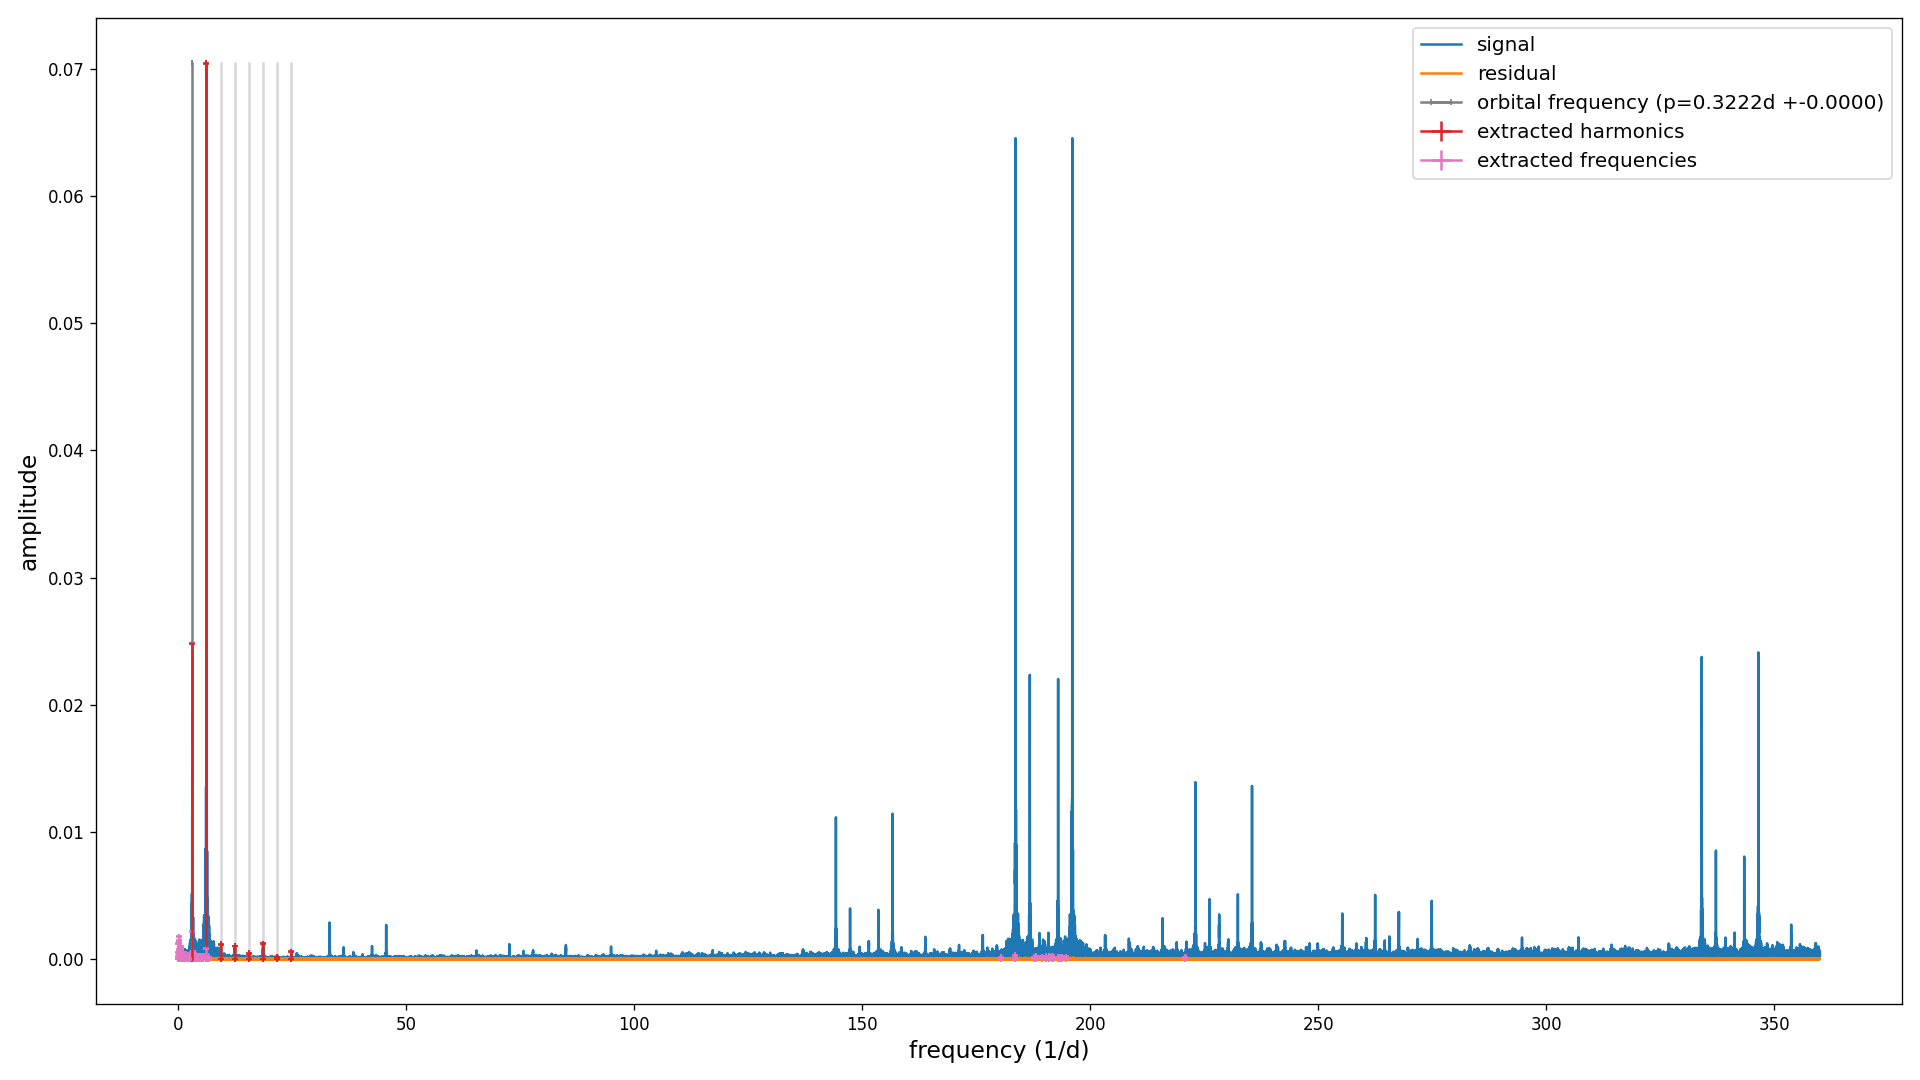 signal
residual
orbital frequency (p=0.3222d +-0.0000)
extracted harmonics
extracted frequencies
amplitude
0.07
0.06
0.05
0.04
0.03
0.02
0.01
0.00
0 50 100 150 200 250 300 350
frequency (1/d)